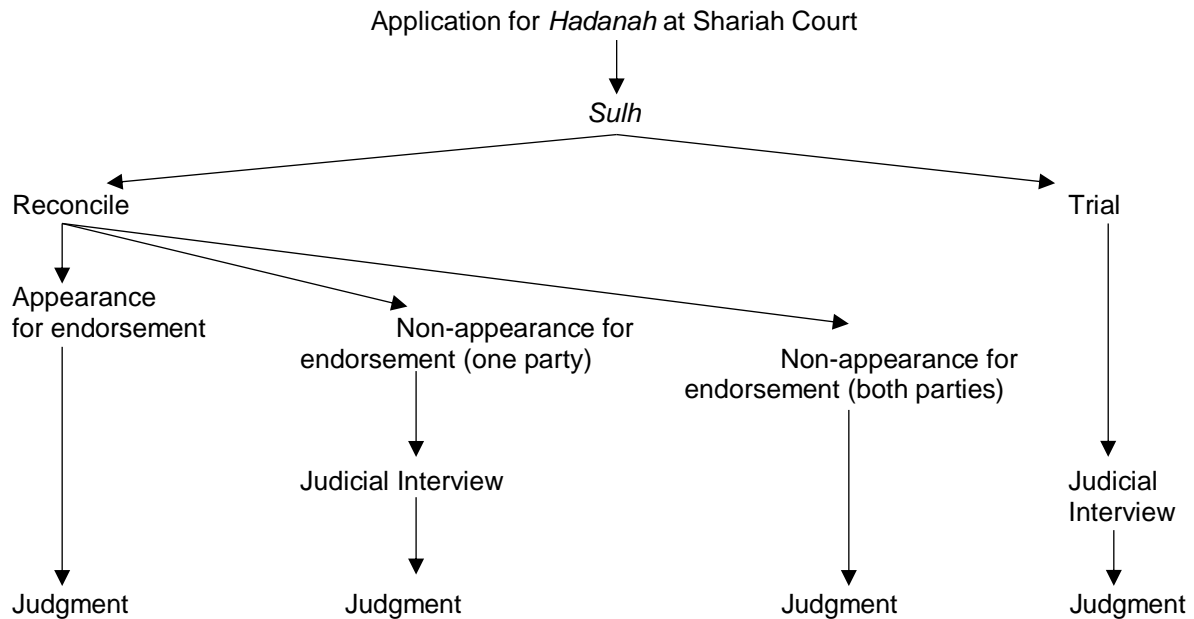 Application for Hadanah at Shariah Court
Sulh
Reconcile
Trial
Appearance
for endorsement
Non-appearance for
endorsement (one party)
Non-appearance for
endorsement (both parties)
Judicial Interview
Judicial
Interview
Judgment
Judgment
Judgment
Judgment